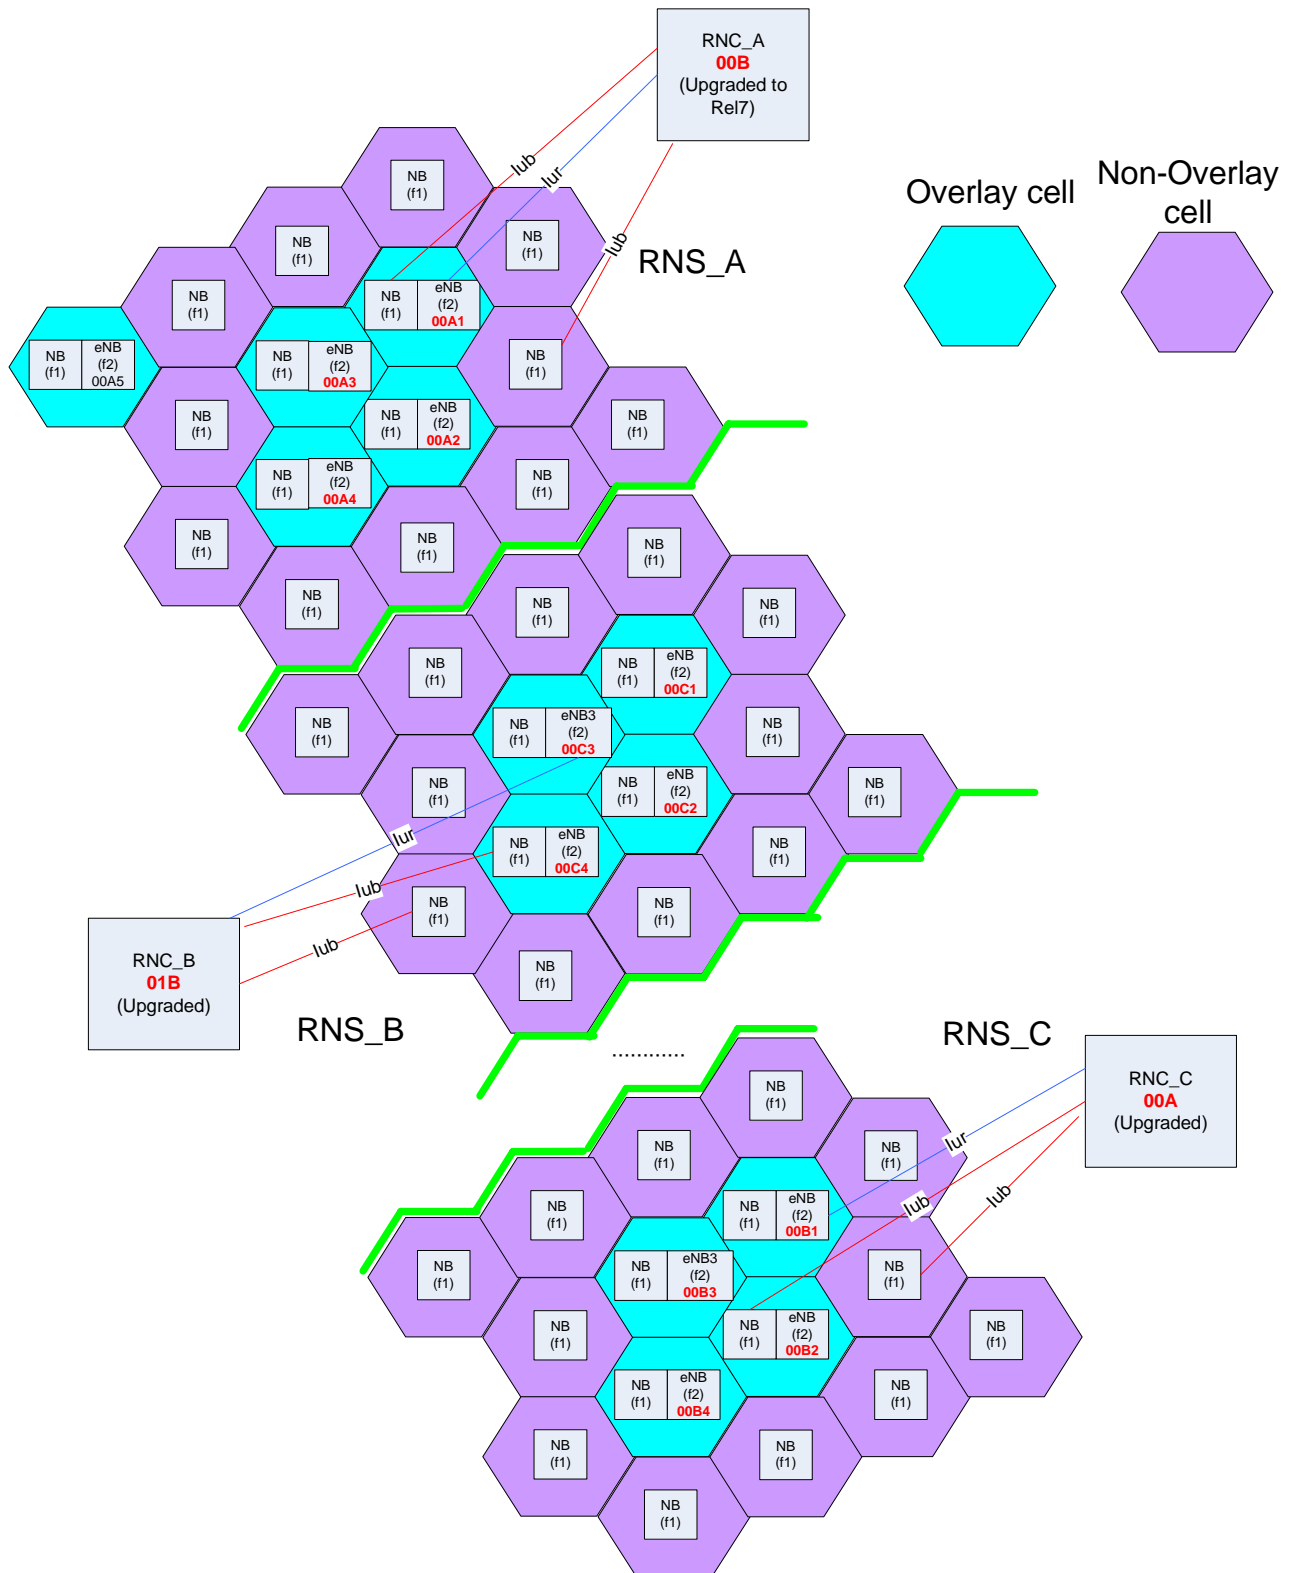 RNC_A
00B
(Upgraded to
Rel7)
Iub
Iur
Iub
RNS_A
Overlay cell
Non-Overlay
cell
NB
(f1)
NB
(f1)
NB
(f1)
NB
(f1)
NB
(f1)
eNB
(f2)
00A1
NB
(f1)
eNB
(f2)
00A5
NB
(f1)
eNB
(f2)
00A3
NB
(f1)
NB
(f1)
NB
(f1)
eNB
(f2)
00A2
NB
(f1)
NB
(f1)
eNB
(f2)
00A4
NB
(f1)
NB
(f1)
NB
(f1)
NB
(f1)
NB
(f1)
NB
(f1)
NB
(f1)
NB
(f1)
NB
(f1)
NB
(f1)
eNB
(f2)
00C1
NB
(f1)
NB
(f1)
eNB3
(f2)
00C3
NB
(f1)
NB
(f1)
NB
(f1)
eNB
(f2)
00C2
NB
(f1)
Iur
NB
(f1)
eNB
(f2)
00C4
NB
(f1)
Iub
NB
(f1)
NB
(f1)
Iub
NB
(f1)
RNC_B
01B
(Upgraded)
RNS_B
............
RNS_C
RNC_C
00A
(Upgraded)
Iur
Iub
Iub
NB
(f1)
NB
(f1)
NB
(f1)
NB
(f1)
NB
(f1)
eNB
(f2)
00B1
NB
(f1)
NB
(f1)
eNB3
(f2)
00B3
NB
(f1)
NB
(f1)
NB
(f1)
eNB
(f2)
00B2
NB
(f1)
NB
(f1)
eNB
(f2)
00B4
NB
(f1)
NB
(f1)
NB
(f1)
NB
(f1)